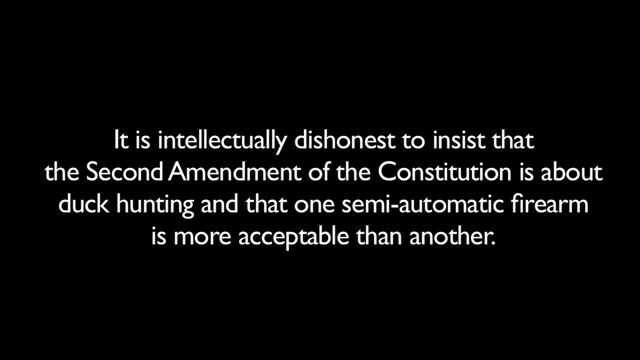 It is intellectually dishonest to insist that
the Second Amendment of the Constitution is about
duck hunting and that one semi-automatic firearm
is more acceptable than another.